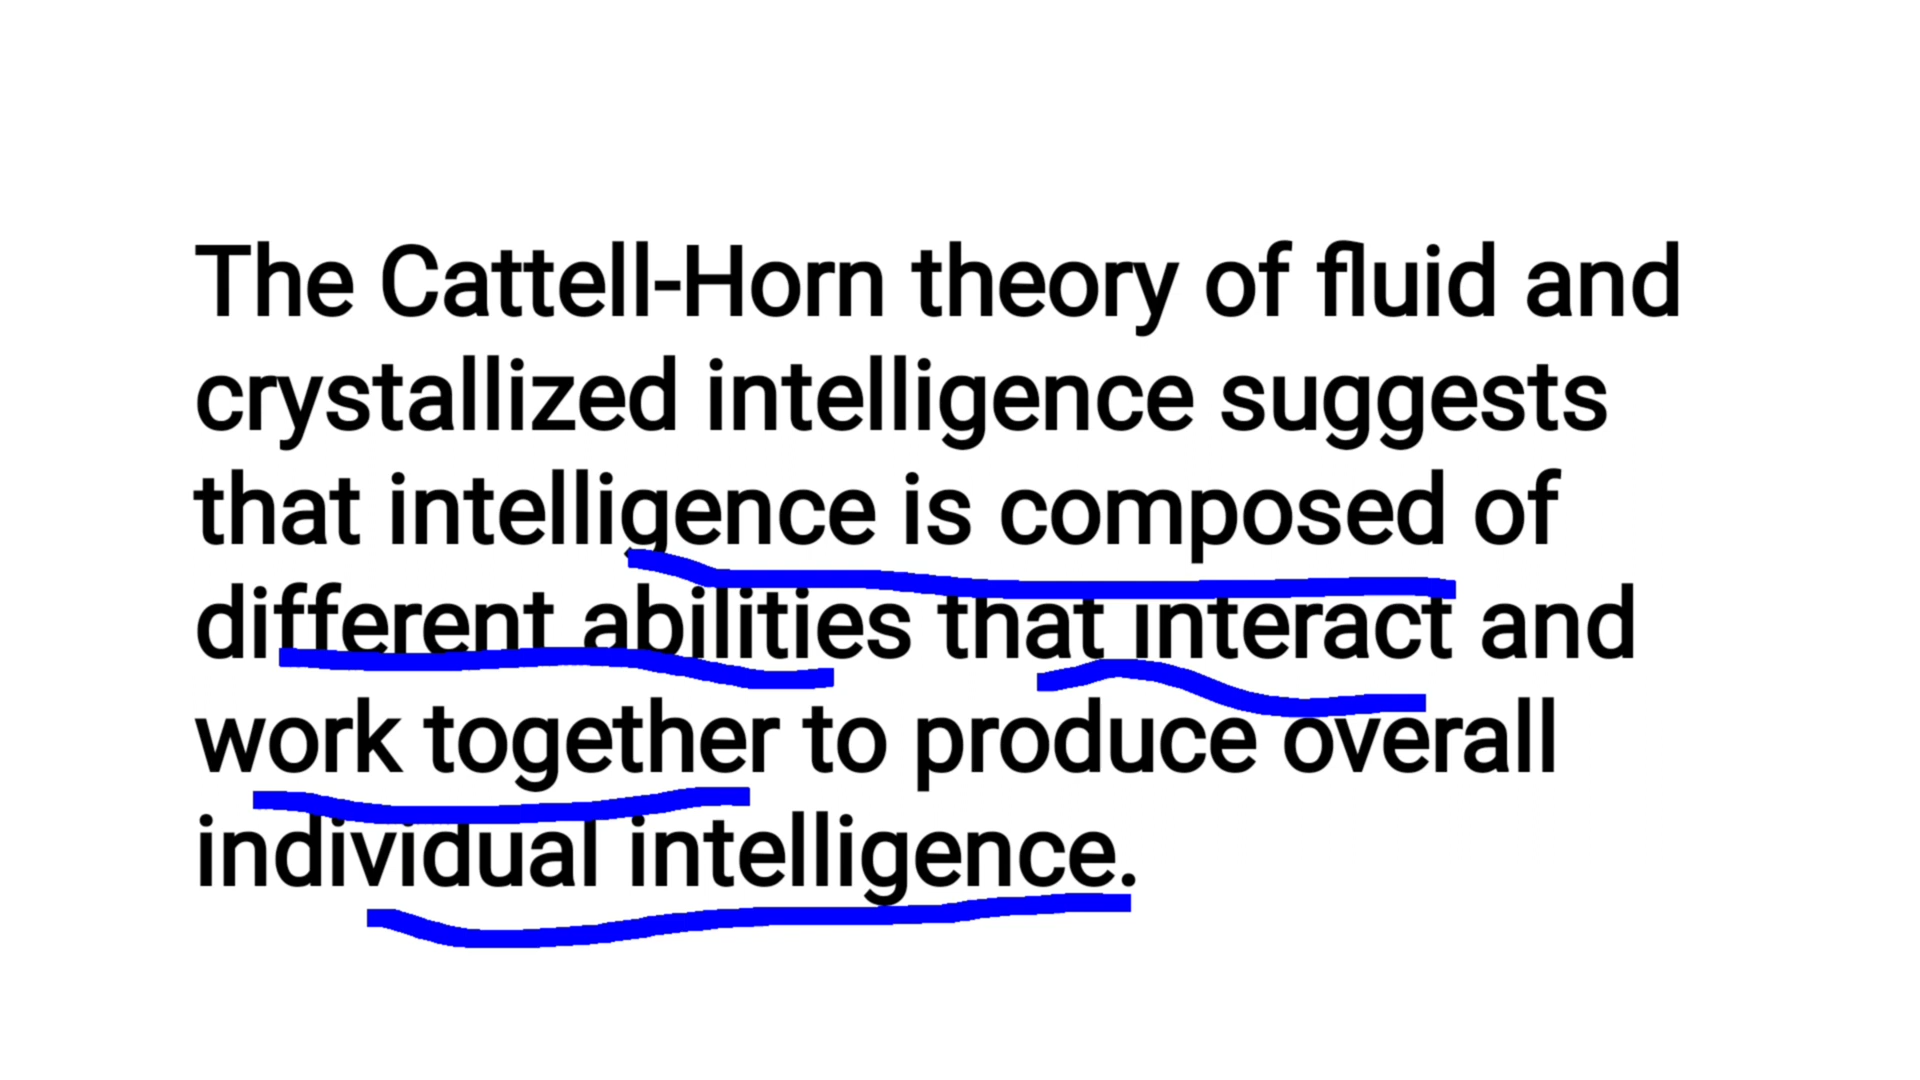 The Cattell-Horn theory of fluid and
crystallized intelligence suggests
that intelligence is composed of
different abilities that interact and
work together to produce overall
individual intelligence.